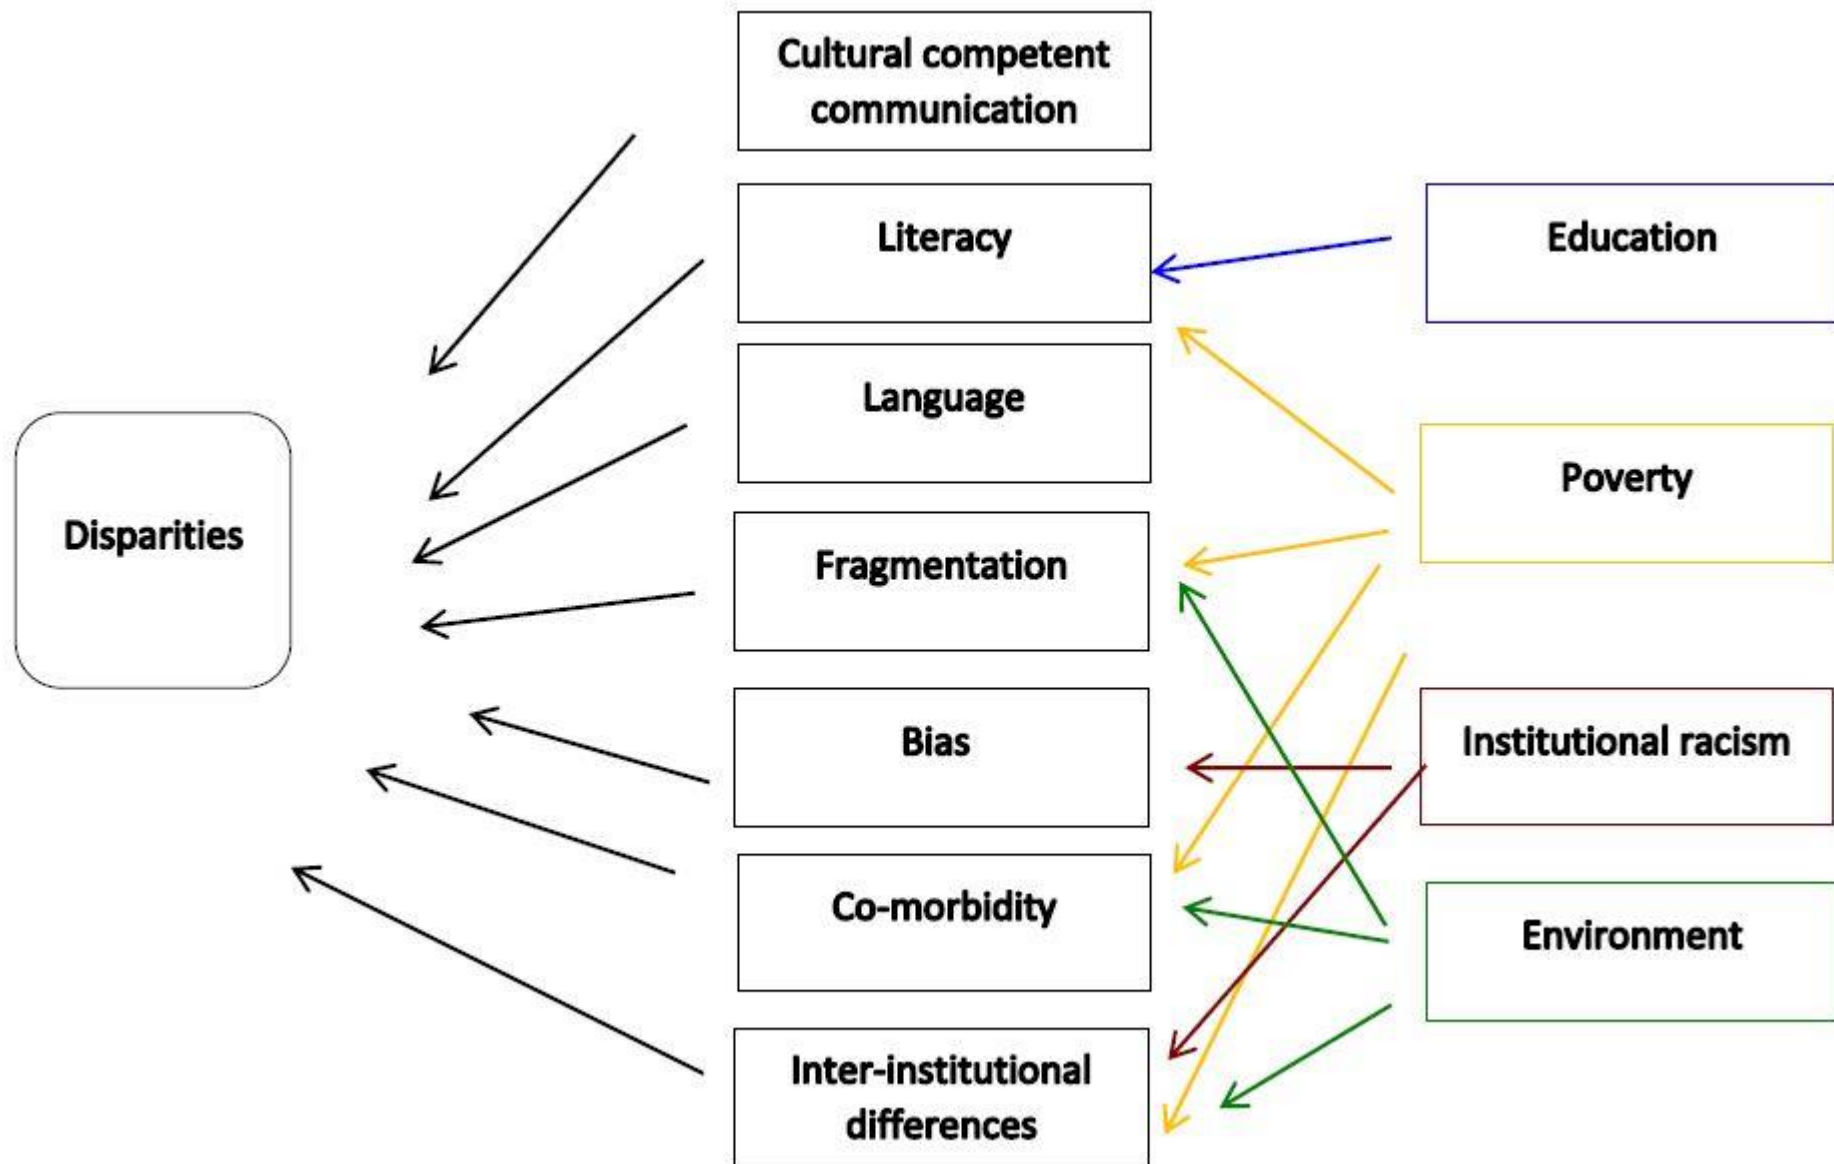 Cultural competent
communication
Literacy
Education
Language
Poverty
Disparities
Fragmentation
Bias
Institutional racism
Co-morbidity
Environment
Inter-institutional
differences